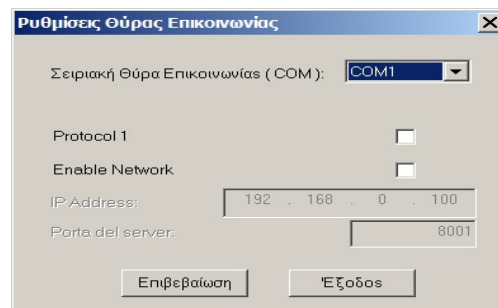 Ρυθμίσεις Θύρας Επικοινωνίας
Σειριακή Θύρα Επικοινωνίας ( COM ): COM1
Protocol 1
Enable Network
IP Address: 192 . 168 . 0 . 100
Porta del server: 8001
Επιβεβαίωση Έξοδος